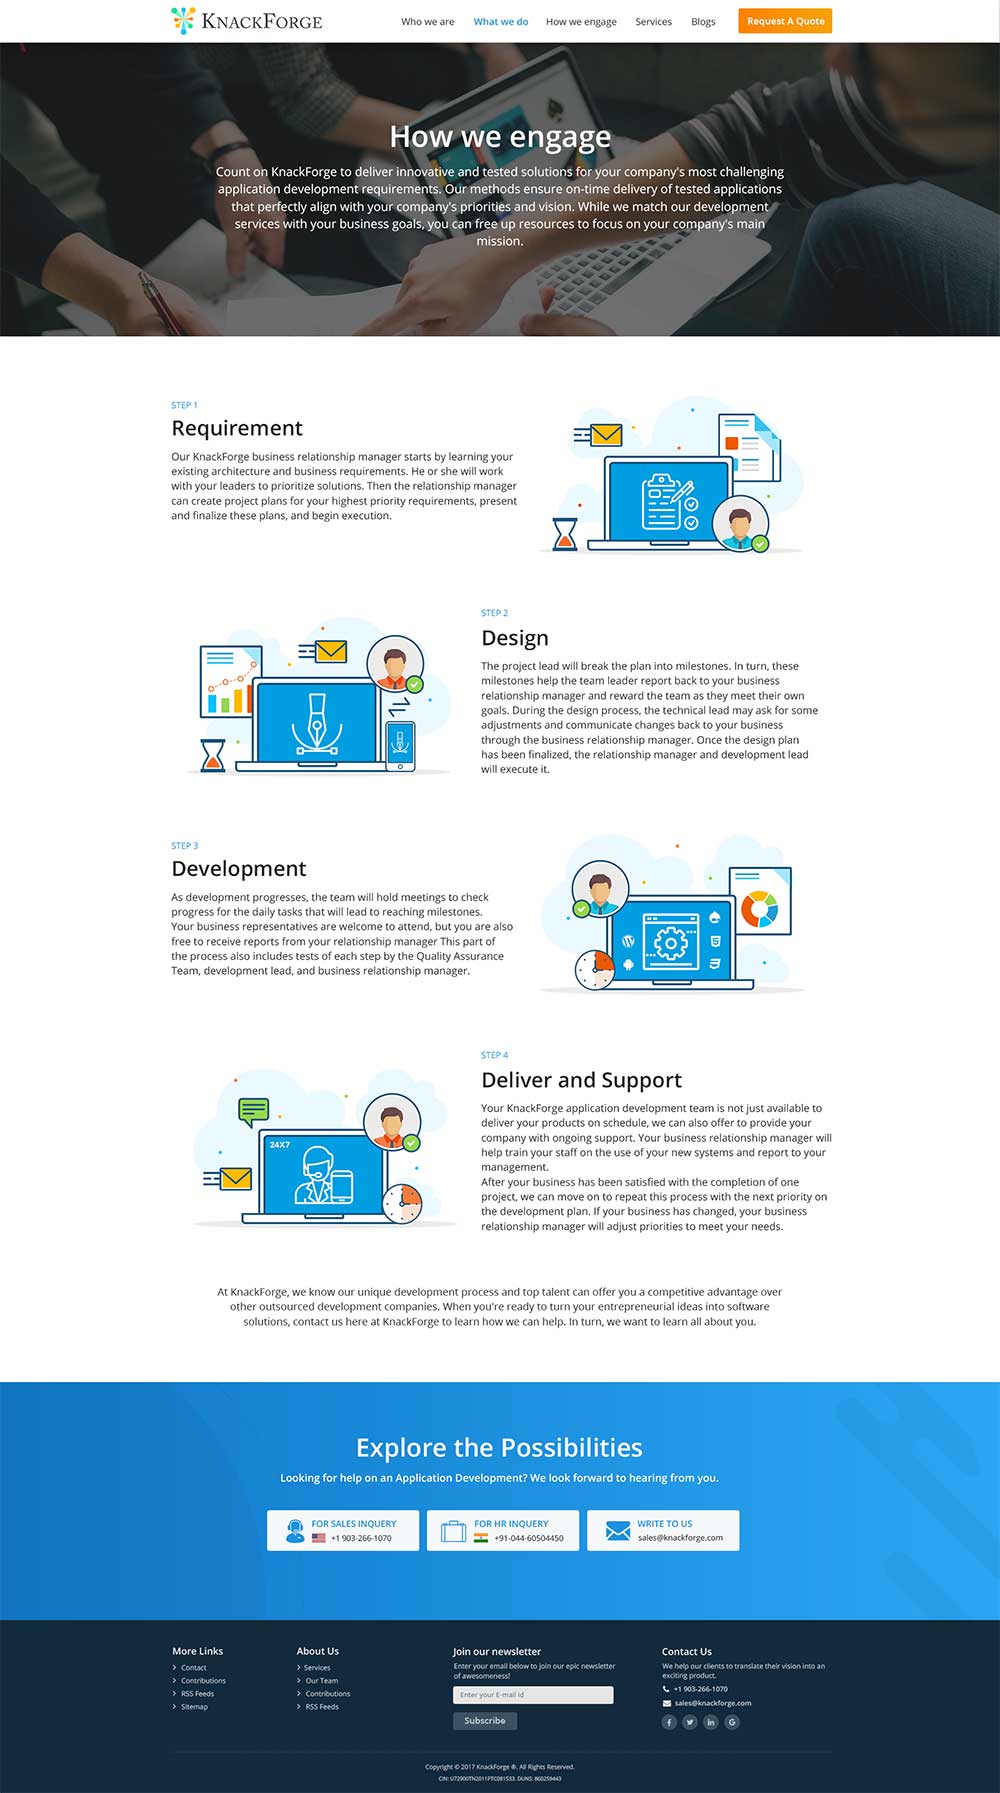 KNACKFORGE
Who we are
What we do
How we engage
Services
Blogs
Request A Quote
How we engage
Count on KnackForge to deliver innovative and tested solutions for your company's most challenging
application development requirements. Our methods ensure on-time delivery of tested applications
that perfectly align with your company's priorities and vision. While we match our development
services with your business goals, you can free up resources to focus on your company's main
mission.
STEP 1
Requirement
Our KnackForge business relationship manager starts by learning your
existing architecture and business requirements. He or she will work
with your leaders to prioritize solutions. Then the relationship manager
can create project plans for your highest priority requirements, present
and finalize these plans, and begin execution.
STEP 2
Design
The project lead will break the plan into milestones. In turn, these
milestones help the team leader report back to your business
relationship manager and reward the team as they meet their own
goals. During the design process, the technical lead may ask for some
adjustments and communicate changes back to your business
through the business relationship manager. Once the design plan
has been finalized, the relationship manager and development lead
will execute it.
STEP 3
Development
As development progresses, the team will hold meetings to check
progress for the daily tasks that will lead to reaching milestones.
Your business representatives are welcome to attend, but you are also
free to receive reports from your relationship manager This part of
the process also includes tests of each step by the Quality Assurance
Team, development lead, and business relationship manager.
STEP 4
Deliver and Support
Your KnackForge application development team is not just available to
deliver your products on schedule, we can also offer to provide your
company with ongoing support. Your business relationship manager will
help train your staff on the use of your new systems and report to your
management.
After your business has been satisfied with the completion of one
project, we can move on to repeat this process with the next priority on
the development plan. If your business has changed, your business
relationship manager will adjust priorities to meet your needs.
24X7
At KnackForge, we know our unique development process and top talent can offer you a competitive advantage over
other outsourced development companies. When you're ready to turn your entrepreneurial ideas into software
solutions, contact us here at KnackForge to learn how we can help. In turn, we want to learn all about you.
Explore the Possibilities
Looking for help on an Application Development? We look forward to hearing from you.
FOR SALES INQUERY
+1 903-266-1070
FOR HR INQUERY
+91-044-60504450
WRITE TO US
sales@knackforge.com
More Links
Contact
Contributions
RSS Feeds
Sitemap
About Us
Services
Our Team
Contributions
RSS Feeds
Join our newsletter
Enter your email below to join our epic newsletter
of awesomeness!
Enter your E-mail id
Subscribe
Contact Us
We help our clients to translate their vision into an
exciting product.
+1 903-266-1070
sales@knackforge.com
Copyright © 2017 KnackForge ®. All Rights Reserved.
CIN: U72900TN2011PTC081533. DUNS: 860259443